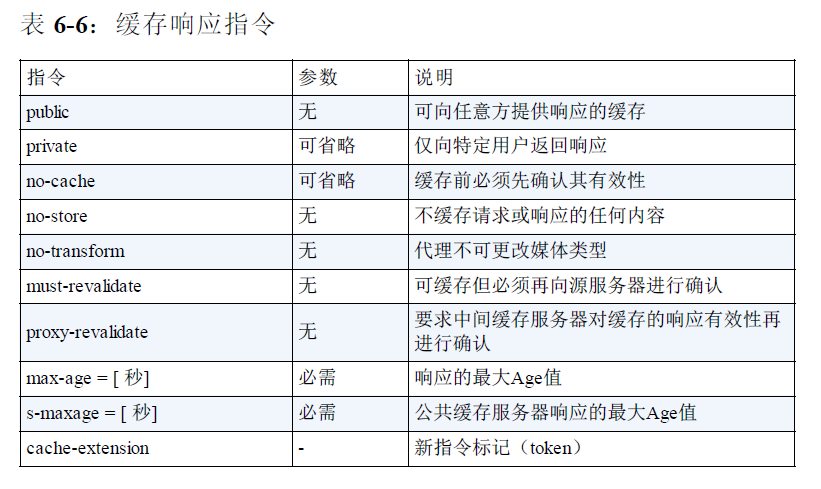 表 6-6：缓存响应指令
指令 参数 说明
public 无 可向任意方提供响应的缓存
private 可省略 仅向特定用户返回响应
no-cache 可省略 缓存前必须先确认其有效性
no-store 无 不缓存请求或响应的任何内容
no-transform 无 代理不可更改媒体类型
must-revalidate 无 可缓存但必须再向源服务器进行确认
proxy-revalidate 无 要求中间缓存服务器对缓存的响应有效性再
进行确认
max-age = [ 秒] 必需 响应的最大Age值
s-maxage = [ 秒] 必需 公共缓存服务器响应的最大Age值
cache-extension - 新指令标记（token）